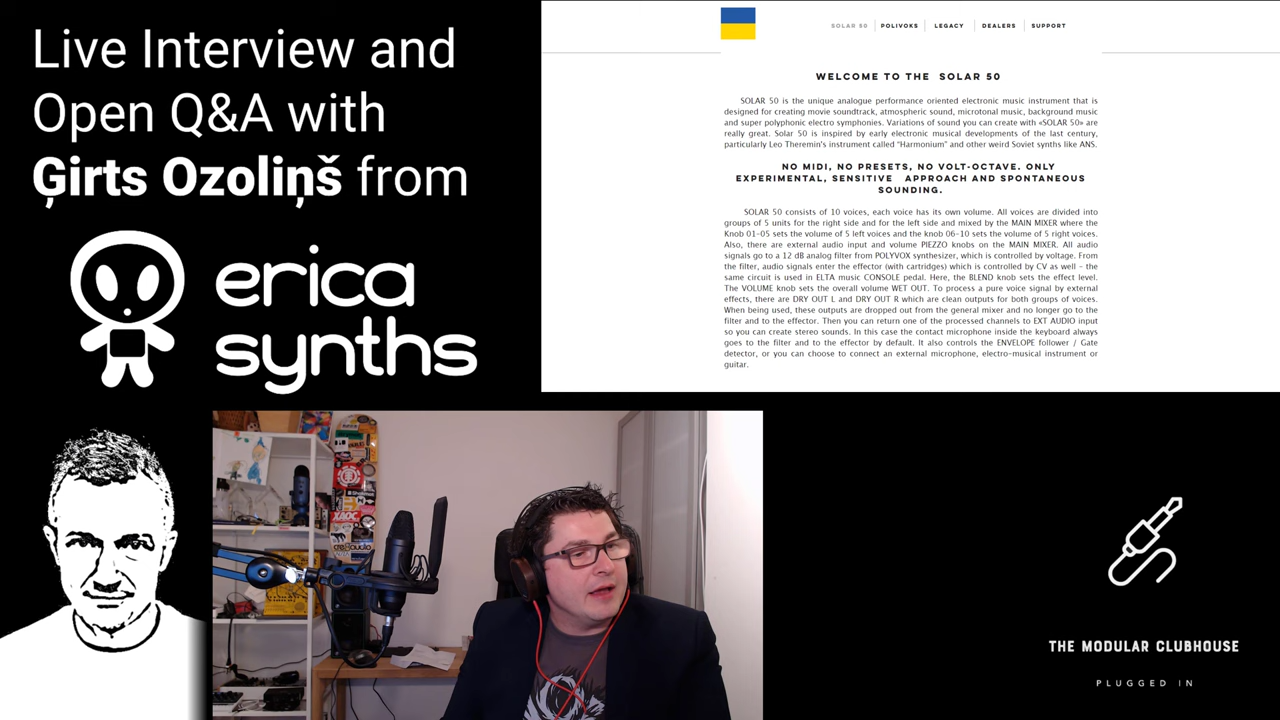 Live Interview and
Open Q&A with
Ģirts Ozoliņš from
erica
synths
SOLAR 50
POLIVOKS
LEGACY
DEALERS
SUPPORT
WELCOME TO THE SOLAR 50
SOLAR 50 is the unique analogue performance oriented electronic music instrument that is
designed for creating movie soundtrack, atmospheric sound, microtonal music, background music
and super polyphonic electro symphonies. Variations of sound you can create with «SOLAR 50» are
really great. Solar 50 is inspired by early electronic musical developments of the last century,
particularly Leo Theremin's instrument called "Harmonium" and other weird Soviet synths like ANS.
NO MIDI, NO PRESETS, NO VOLT-OCTAVE. ONLY
EXPERIMENTAL, SENSITIVE APPROACH AND SPONTANEOUS
SOUNDING.
SOLAR 50 consists of 10 voices, each voice has its own volume. All voices are divided into
groups of 5 units for the right side and for the left side and mixed by the MAIN MIXER where the
Knob 01-05 sets the volume of 5 left voices and the knob 06-10 sets the volume of 5 right voices.
Also, there are external audio input and volume PIEZZO knobs on the MAIN MIXER. All audio
signals go to a 12 dB analog filter from POLYVOX synthesizer, which is controlled by voltage. From
the filter, audio signals enter the effector (with cartridges) which is controlled by CV as well - the
same circuit is used in ELTA music CONSOLE pedal. Here, the BLEND knob sets the effect level.
The VOLUME knob sets the overall volume WET OUT. To process a pure voice signal by external
effects, there are DRY OUT L and DRY OUT R which are clean outputs for both groups of voices.
When being used, these outputs are dropped out from the general mixer and no longer go to the
filter and to the effector. Then you can return one of the processed channels to EXT AUDIO input
so you can create stereo sounds. In this case the contact microphone inside the keyboard always
goes to the filter and to the effector by default. It also controls the ENVELOPE follower / Gate
detector, or you can choose to connect an external microphone, electro-musical instrument or
guitar.
THE MODULAR CLUBHOUSE
PLUGGED IN